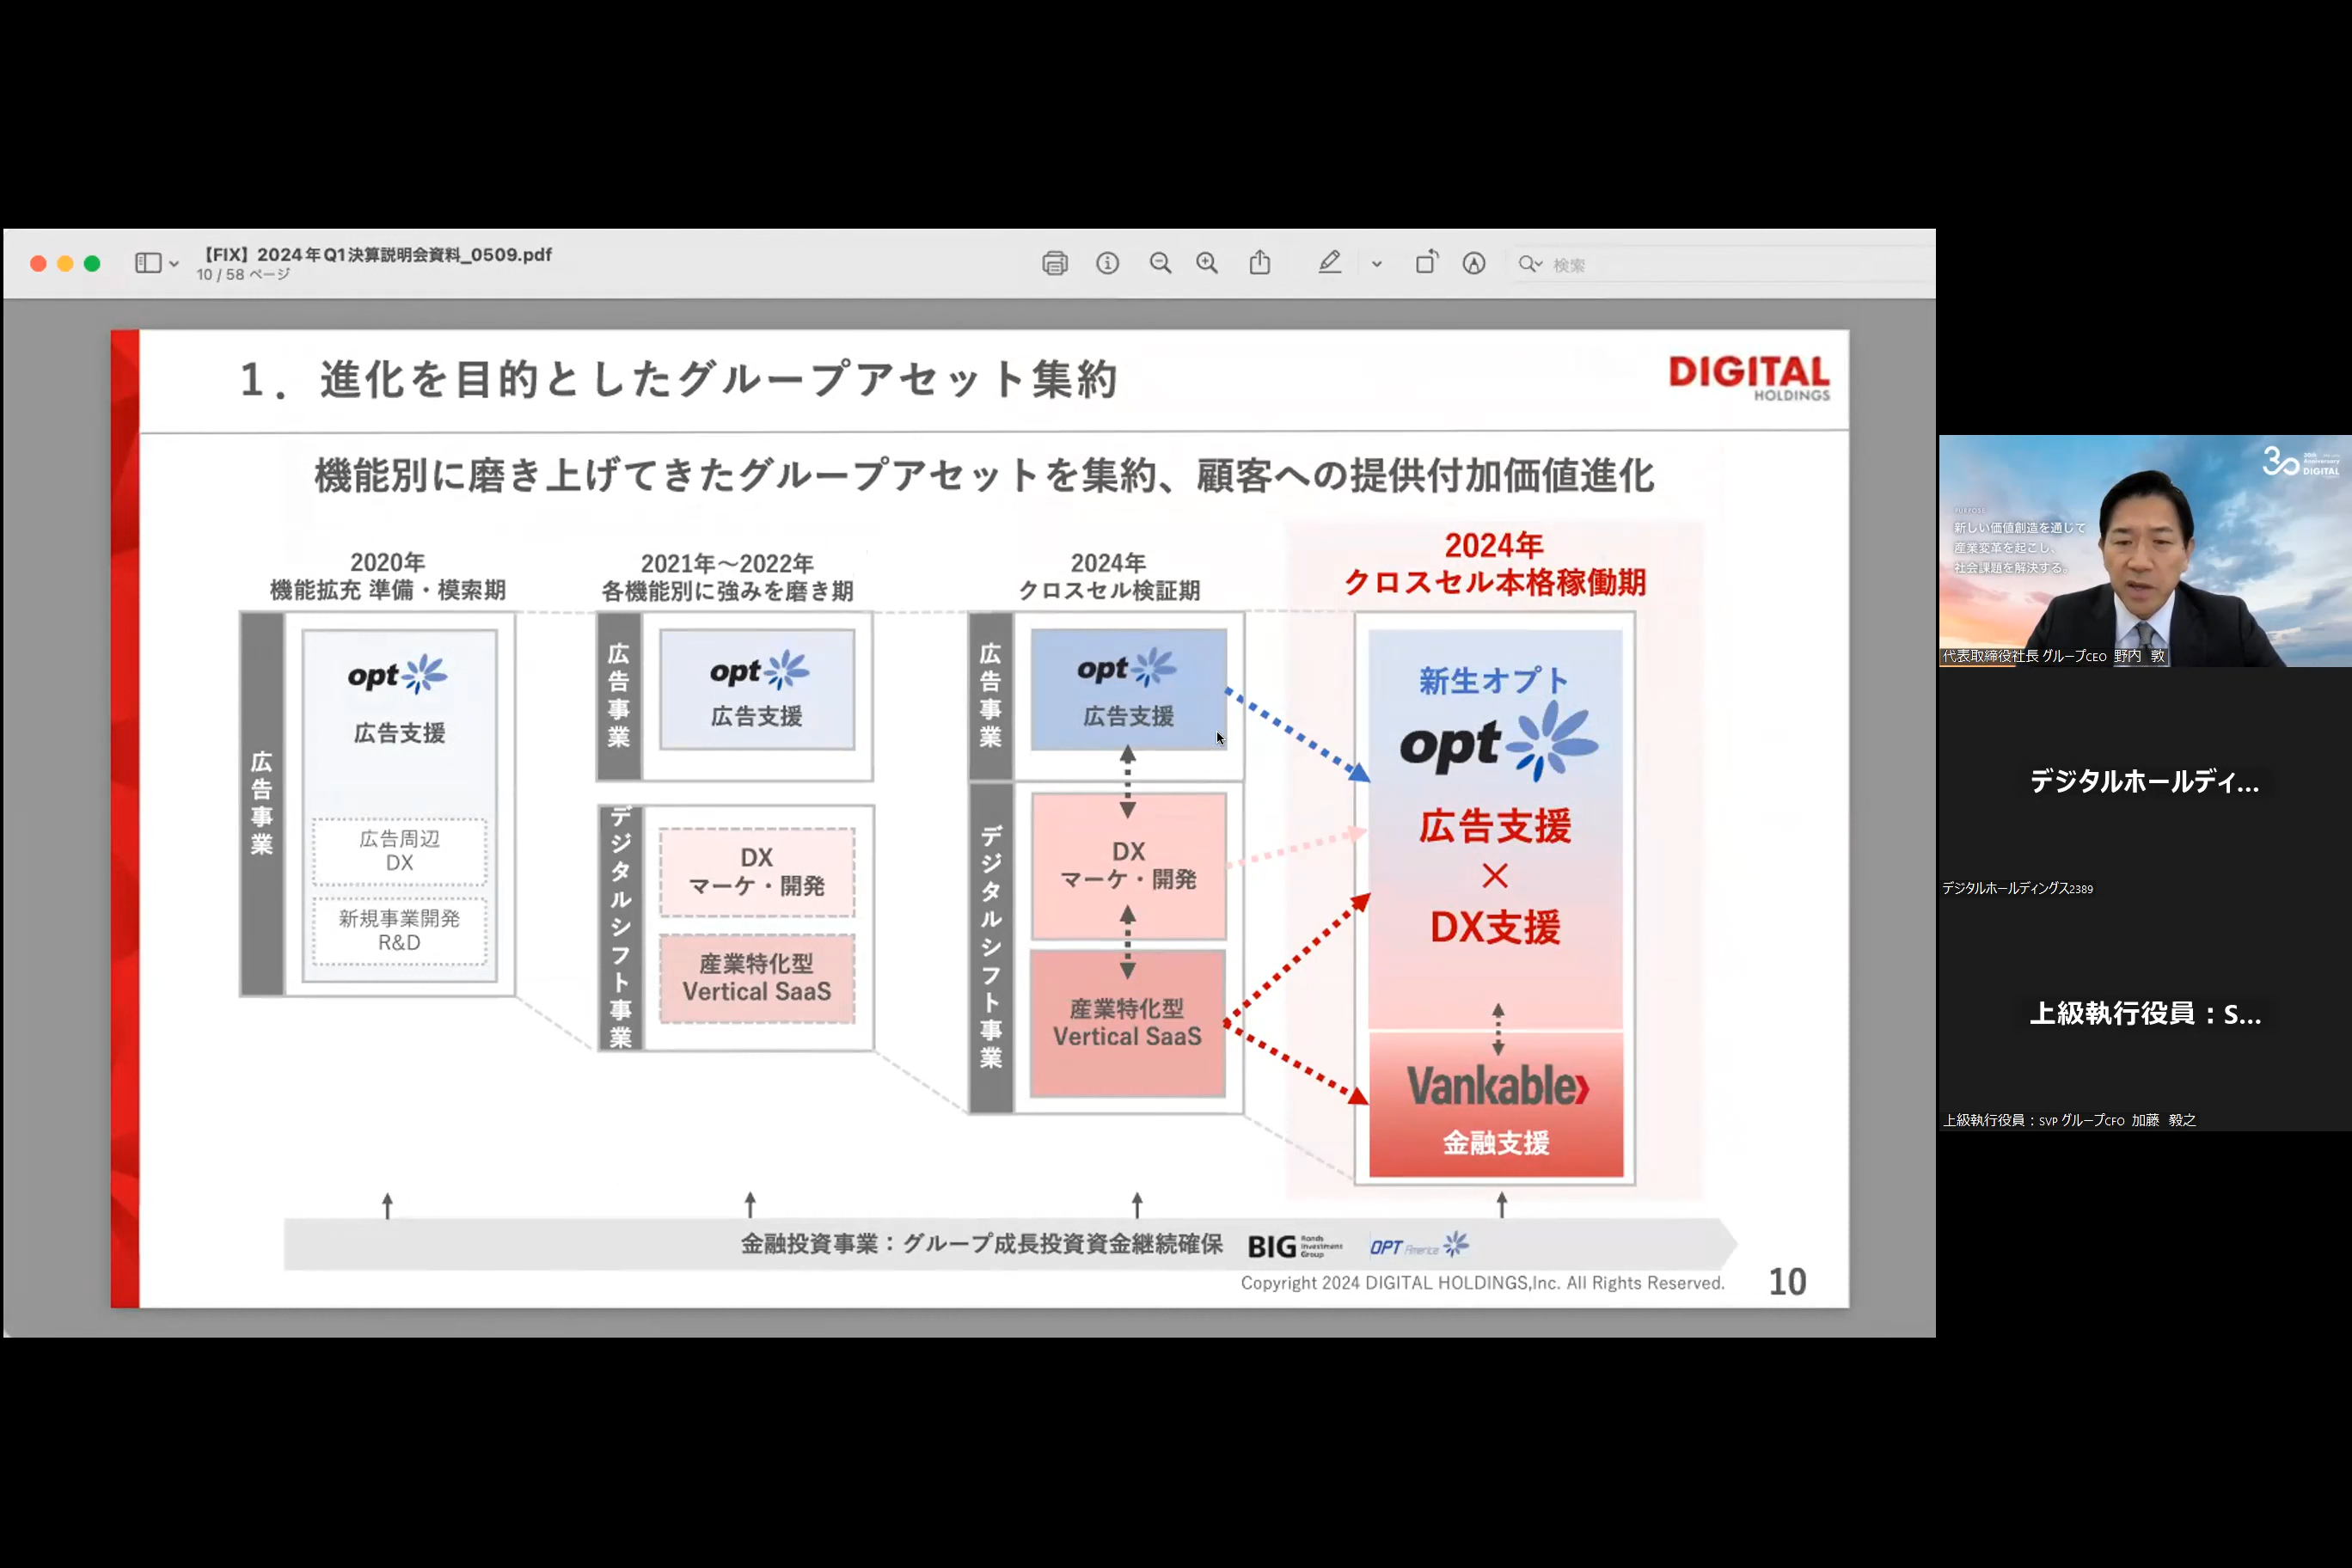 【FIX】2024年Q1決算説明会資料_0509.pdf
10 / 58 ページ
検索
1．進化を目的としたグループアセット集約
DIGITAL
HOLDINGS
機能別に磨き上げてきたグループアセットを集約、顧客への提供付加価値進化
2020年
機能拡充 準備・模索期
広告事業
opt
広告支援
広告周辺
DX
新規事業開発
R&D
2021年～2022年
各機能別に強みを磨き期
広告事業
opt
広告支援
デジタルシフト事業
DX
マーケ・開発
産業特化型
Vertical SaaS
2024年
クロスセル検証期
広告事業
opt
広告支援
デジタルシフト事業
DX
マーケ・開発
産業特化型
Vertical SaaS
2024年
クロスセル本格稼働期
新生オプト
opt
広告支援
×
DX支援
Vankable
金融支援
金融投資事業：グループ成長投資資金継続確保
BIG
Investment
Group
OPT America
Copyright 2024 DIGITAL HOLDINGS,Inc. All Rights Reserved.
10
30
DIGITAL
PURPOSE
新しい価値創造を通じて
産業変革を起こし、
社会課題を解決する。
代表取締役社長 グループCEO 野内 敦
デジタルホールディ...
デジタルホールディングス2389
上級執行役員：S...
上級執行役員：SVP グループCFO 加藤 毅之